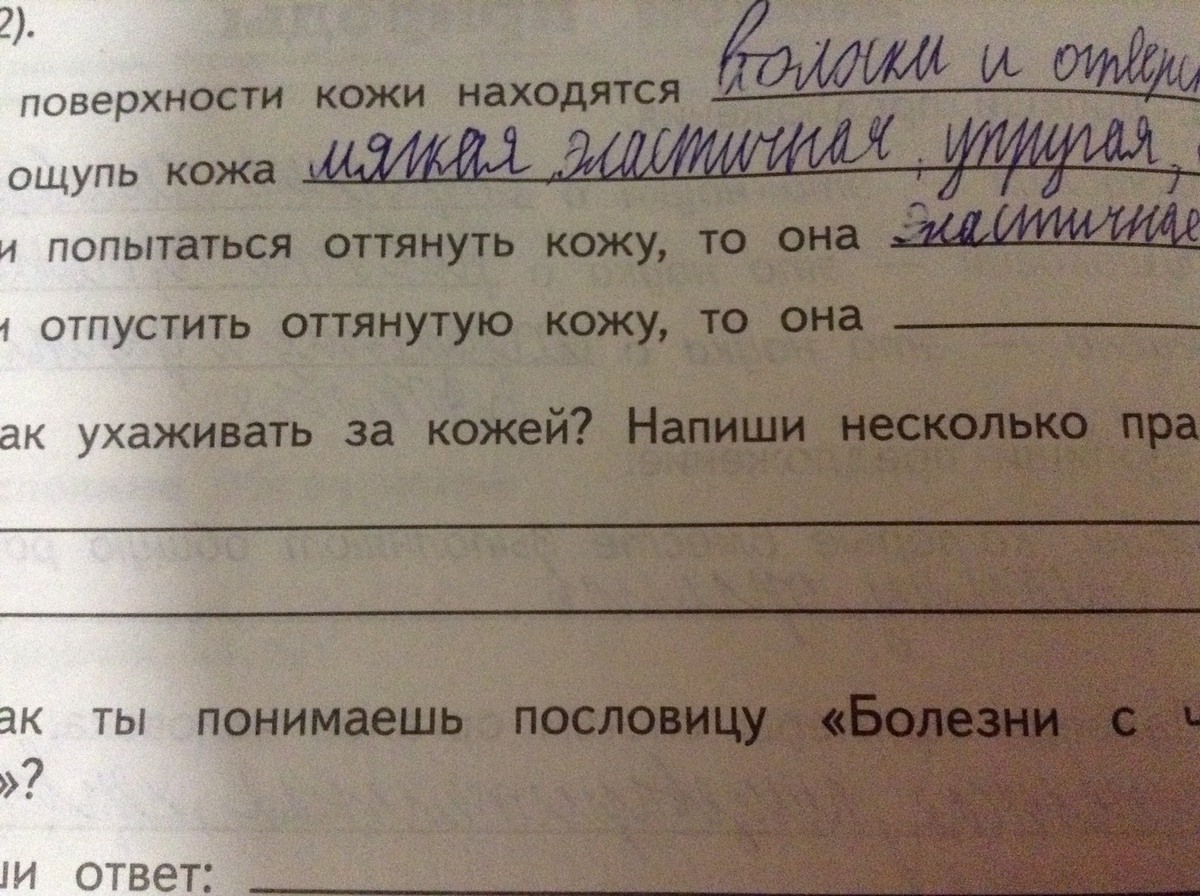 2).
поверхности кожи находятся волоски и отверс
ощупь кожа мягкая, эластичная, упругая,
и попытаться оттянуть кожу, то она эластичная
и отпустить оттянутую кожу, то она
ак ухаживать за кожей? Напиши несколько пра
ак ты понимаешь пословицу «Болезни с ч
»?
ши ответ: